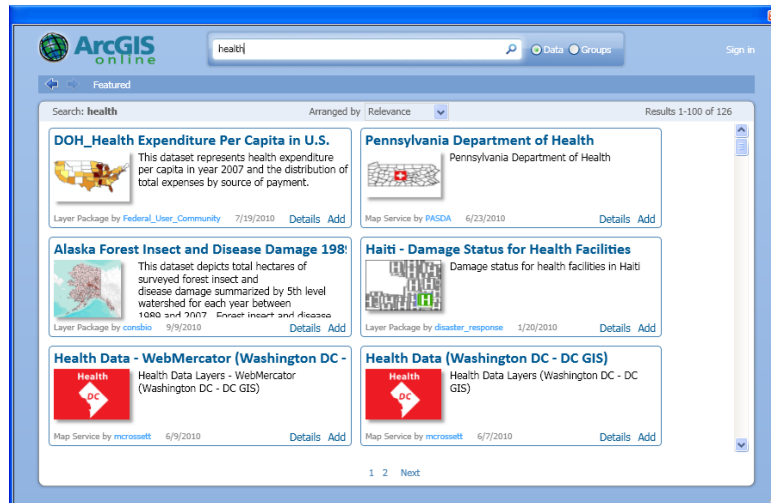 ArcGIS
online
health
Data
Groups
Sign in
Featured
Search: health
Arranged by Relevance
Results 1-100 of 126
DOH_Health Expenditure Per Capita in U.S.
This dataset represents health expenditure
per capita in year 2007 and the distribution of
total expenses by source of payment.
Layer Package by Federal_User_Community 7/19/2010 Details Add
Pennsylvania Department of Health
Pennsylvania Department of Health
Map Service by PASDA 6/23/2010 Details Add
Alaska Forest Insect and Disease Damage 1989
This dataset depicts total hectares of
surveyed forest insect and
disease damage summarized by 5th level
watershed for each year between
1989 and 2007. Forest insect and disease
Layer Package by consbio 9/9/2010 Details Add
Haiti - Damage Status for Health Facilities
Damage status for health facilities in Haiti
H
Layer Package by disaster_response 1/20/2010 Details Add
Health Data - WebMercator (Washington DC -
Health
DC
Health Data Layers - WebMercator
(Washington DC - DC GIS)
Map Service by mcrossett 6/9/2010 Details Add
Health Data (Washington DC - DC GIS)
Health
DC
Health Data Layers (Washington DC - DC
GIS)
Map Service by mcrossett 6/7/2010 Details Add
1 2 Next